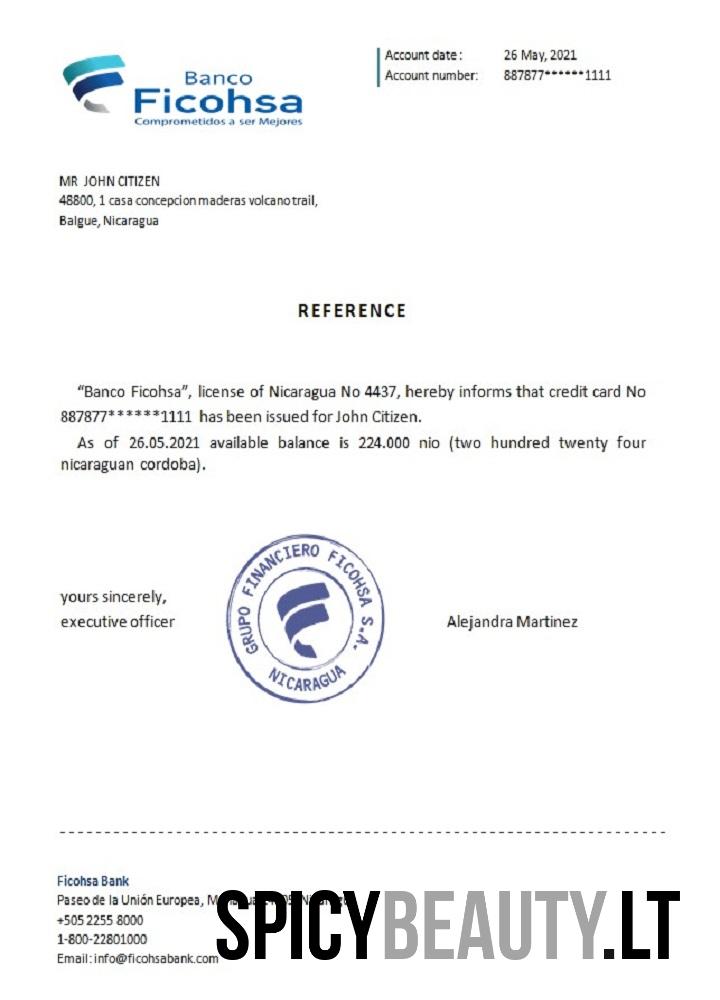 Banco
Ficohsa
Comprometidos a ser Mejores
Account date: 26 May, 2021
Account number: 887877******1111
MR JOHN CITIZEN
48800, 1 casa concepcion maderas volcano trail,
Balgue, Nicaragua
REFERENCE
“Banco Ficohsa”, license of Nicaragua No 4437, hereby informs that credit card No
887877******1111 has been issued for John Citizen.
As of 26.05.2021 available balance is 224.000 nio (two hundred twenty four
nicaraguan cordoba).
GRUPO FINANCIERO FICOHSA S.A.
NICARAGUA
yours sincerely,
executive officer Alejandra Martinez
Ficohsa Bank
Paseo de la Unión Europea,
+505 2255 8000
1-800-22801000
Email: info@ficohsabank.com
SPICYBEAUTY.LT